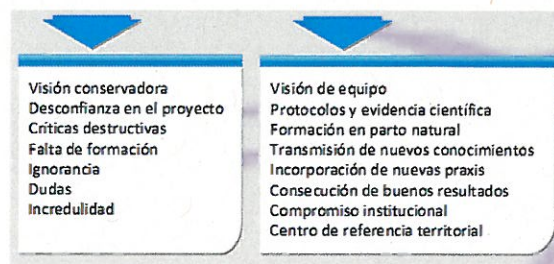 Visión conservadora
Desconfianza en el proyecto
Críticas destructivas
Falta de formación
Ignorancia
Dudas
Incredulidad
Visión de equipo
Protocolos y evidencia científica
Formación en parto natural
Transmisión de nuevos conocimientos
Incorporación de nuevas praxis
Consecución de buenos resultados
Compromiso institucional
Centro de referencia territorial